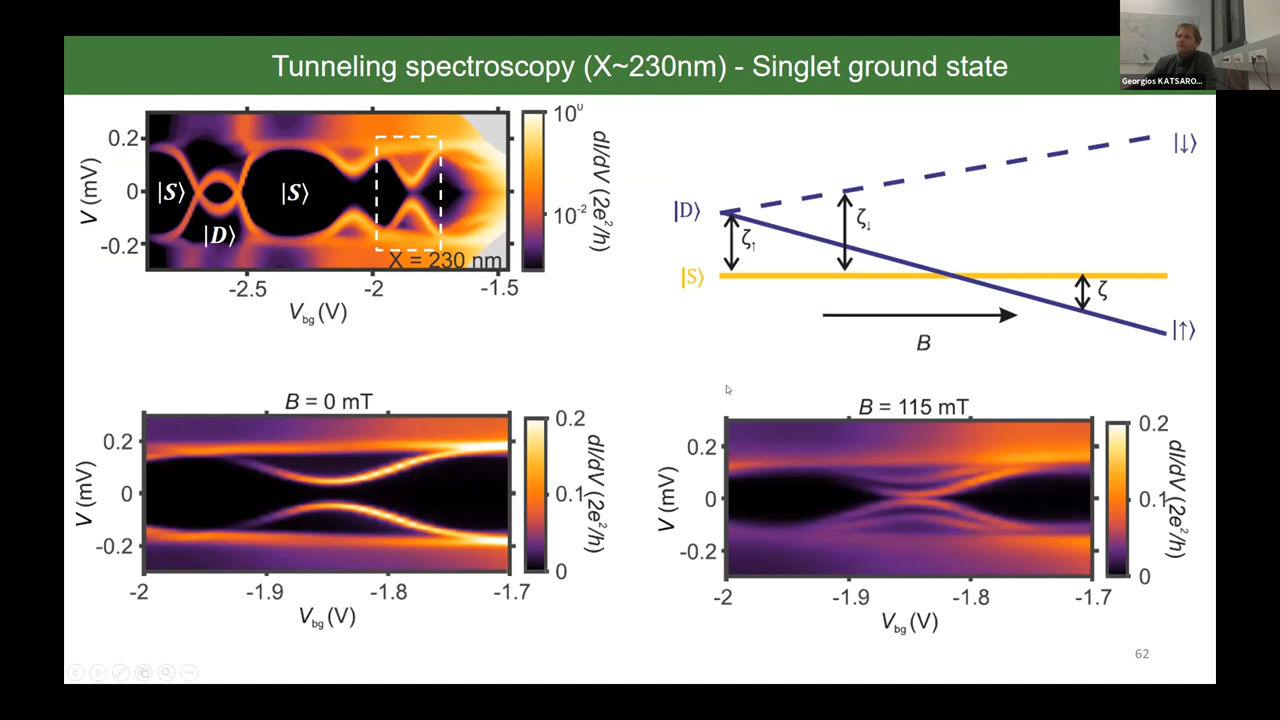 Georgios KATSARO...
Tunneling spectroscopy (X~230nm) - Singlet ground state
0.2
0
-0.2
V (mV)
|S⟩
|S⟩
|D⟩
X = 230 nm
-2.5
-2
-1.5
V_bg (V)
10⁰
10⁻²
dI/dV (2e²/h)
|↓⟩
|D⟩
ζ↑
ζ↓
|S⟩
ζ
|↑⟩
B
B = 0 mT
0.2
0
-0.2
V (mV)
-2
-1.9
-1.8
-1.7
V_bg (V)
0.2
0.1
0
dI/dV (2e²/h)
B = 115 mT
0.2
0
-0.2
V (mV)
-2
-1.9
-1.8
-1.7
V_bg (V)
0.2
0.1
0
dI/dV (2e²/h)
62